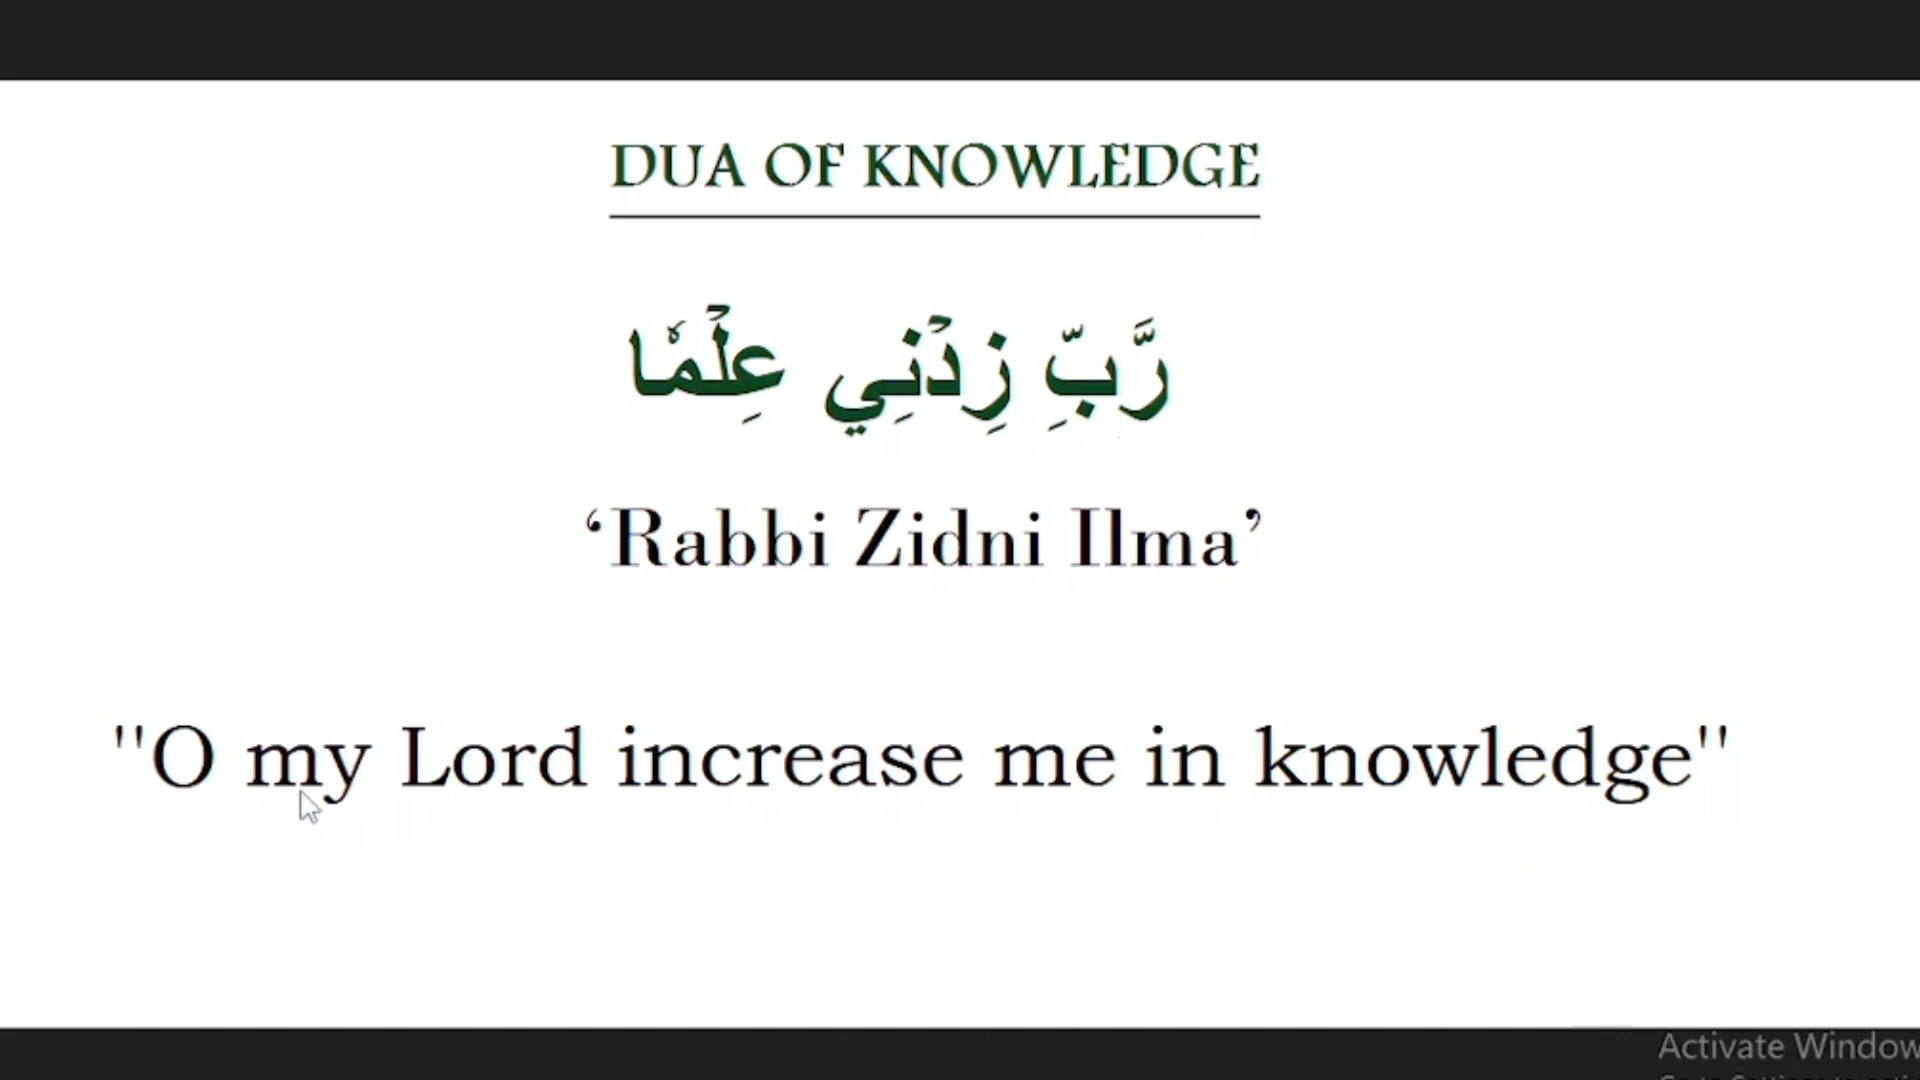 DUA OF KNOWLEDGE
رَّبِّ زِدۡنِي عِلۡمٗا
‘Rabbi Zidni Ilma’
"O my Lord increase me in knowledge"
Activate Window